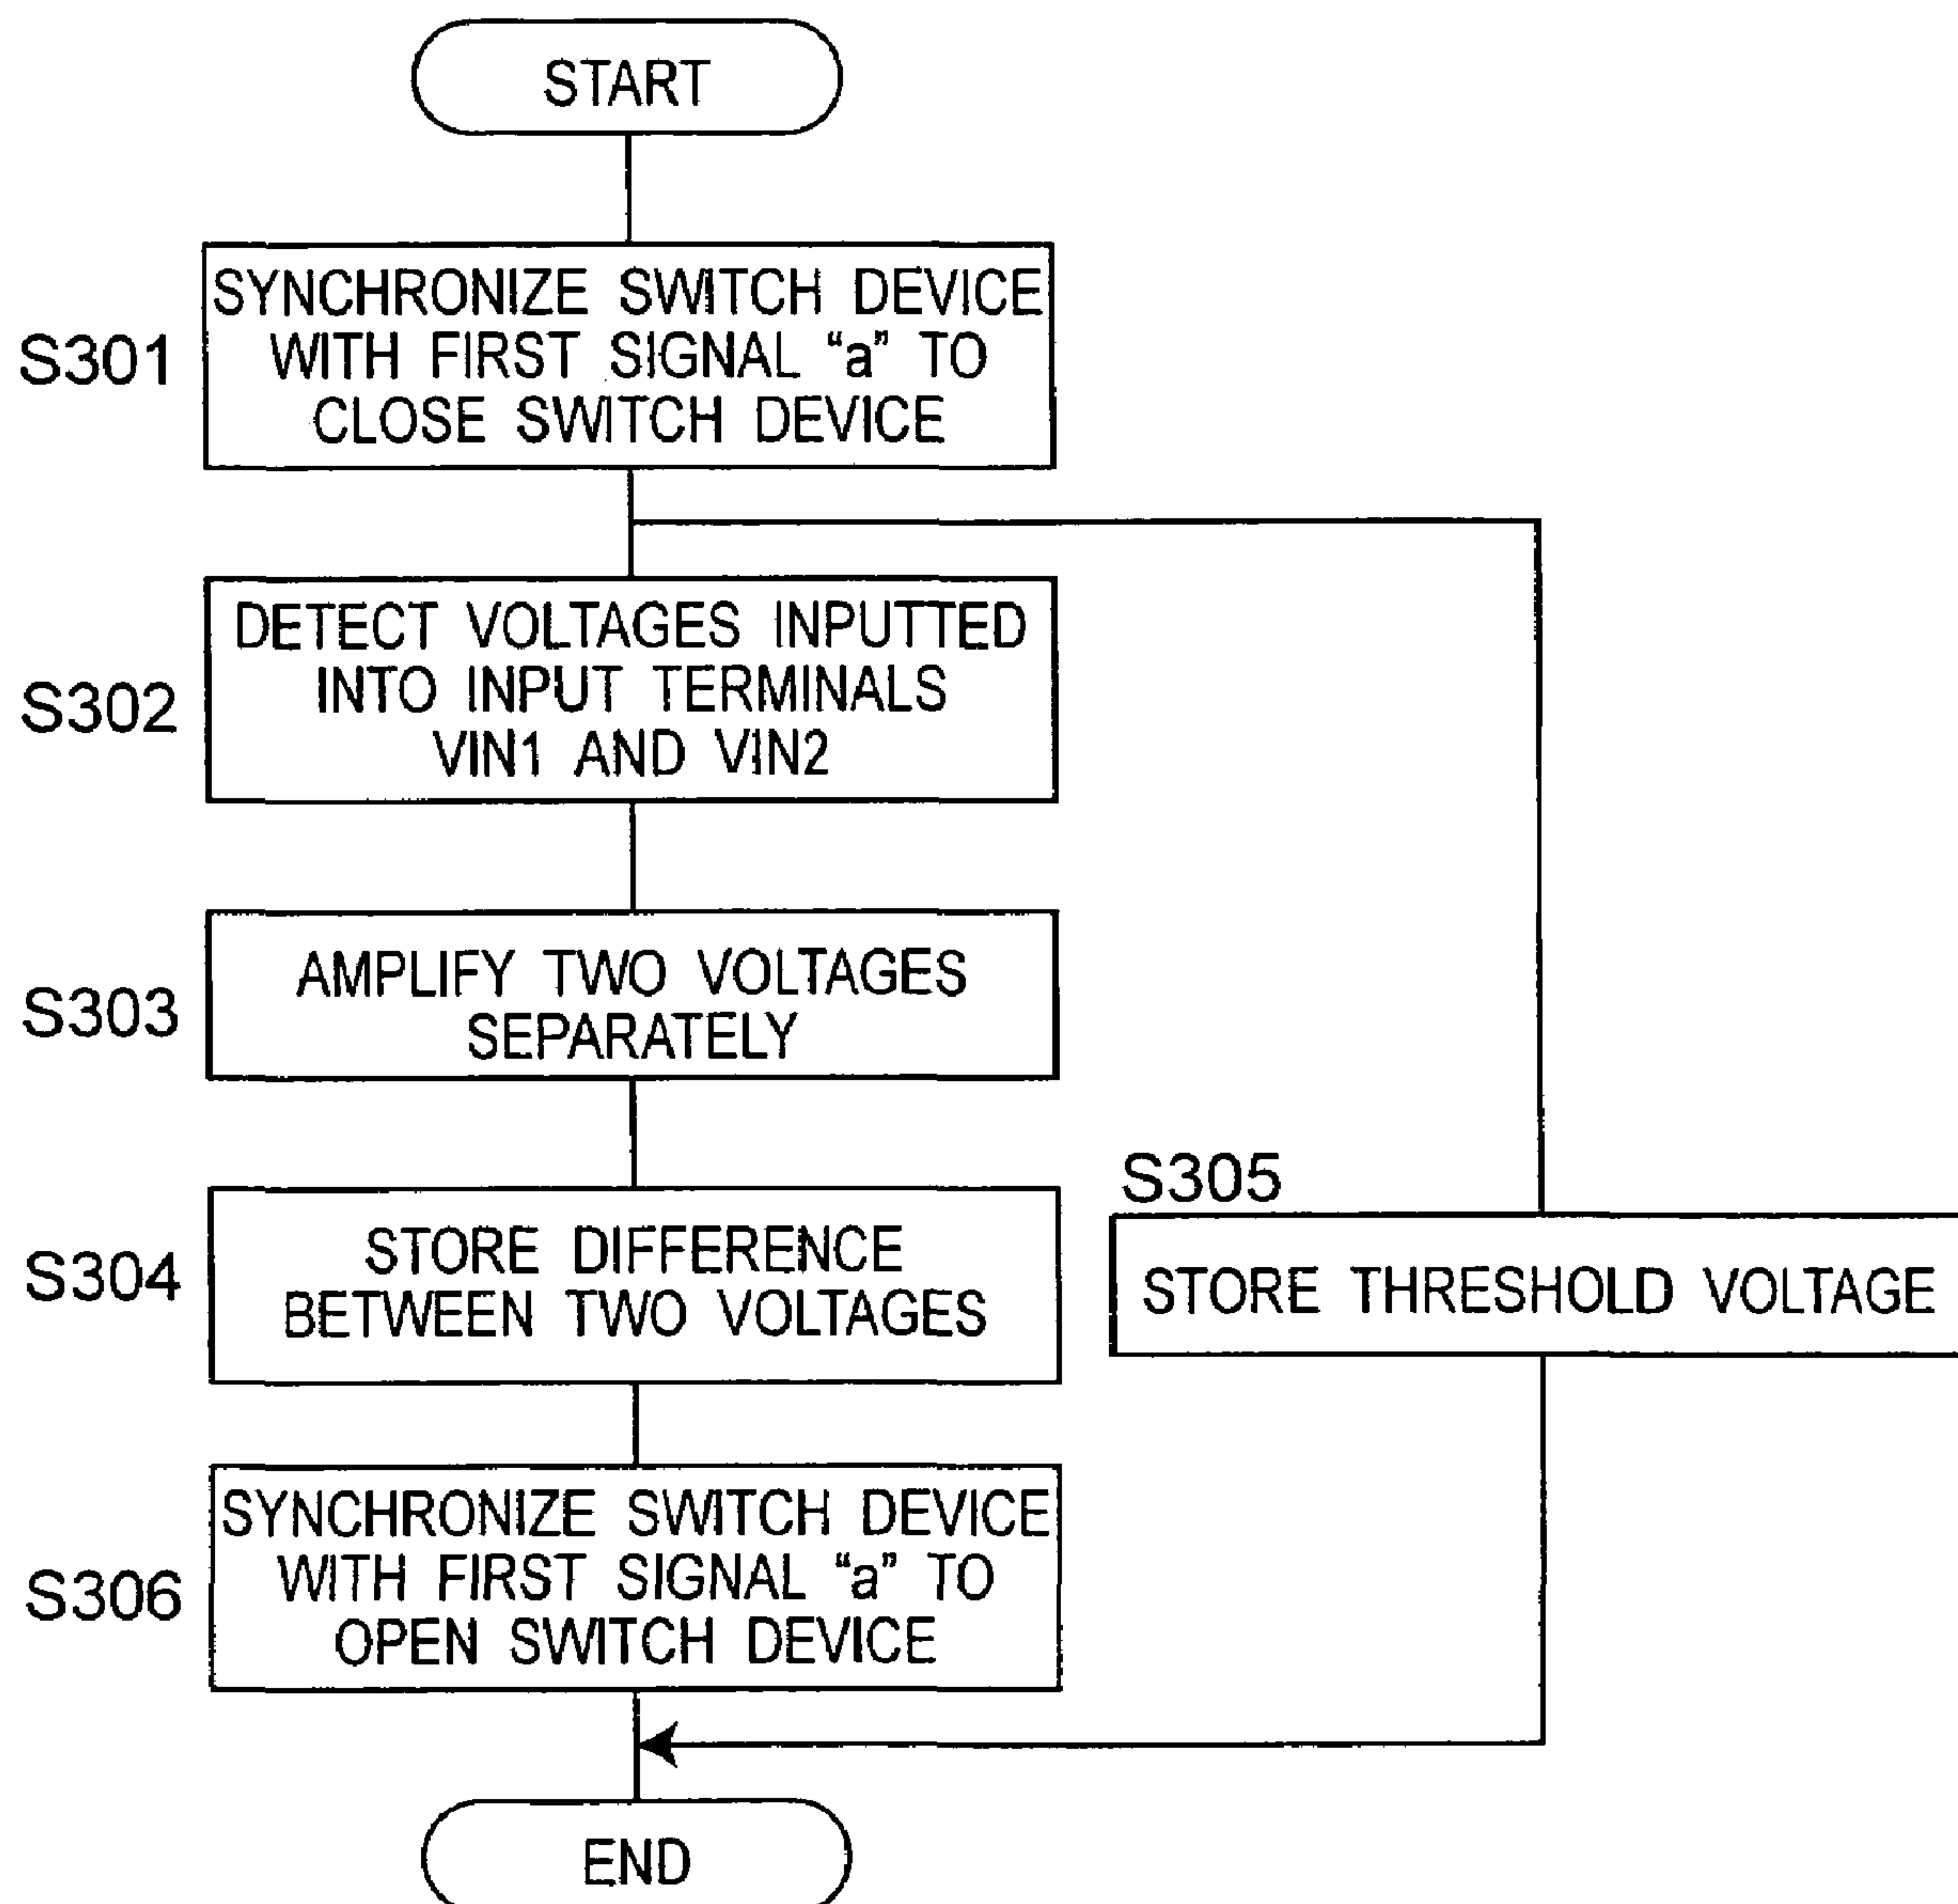 START
S301
SYNCHRONIZE SWITCH DEVICE
WITH FIRST SIGNAL “a” TO
CLOSE SWITCH DEVICE
S302
DETECT VOLTAGES INPUTTED
INTO INPUT TERMINALS
VIN1 AND VIN2
S303
AMPLIFY TWO VOLTAGES
SEPARATELY
S304
STORE DIFFERENCE
BETWEEN TWO VOLTAGES
S305
STORE THRESHOLD VOLTAGE
S306
SYNCHRONIZE SWITCH DEVICE
WITH FIRST SIGNAL “a” TO
OPEN SWITCH DEVICE
END